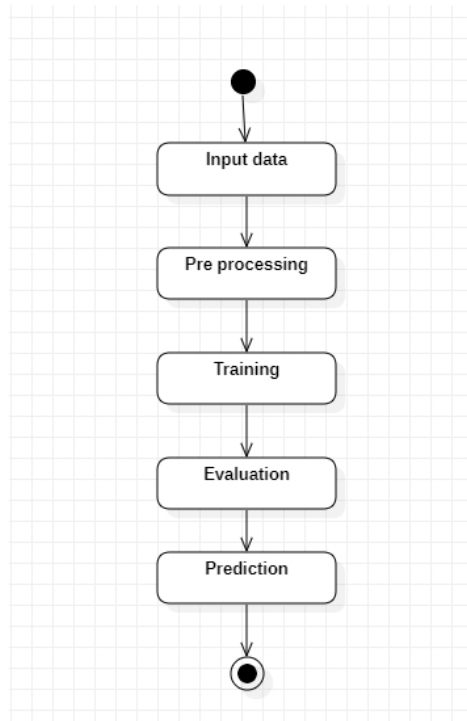 Input data
Pre processing
Training
Evaluation
Prediction